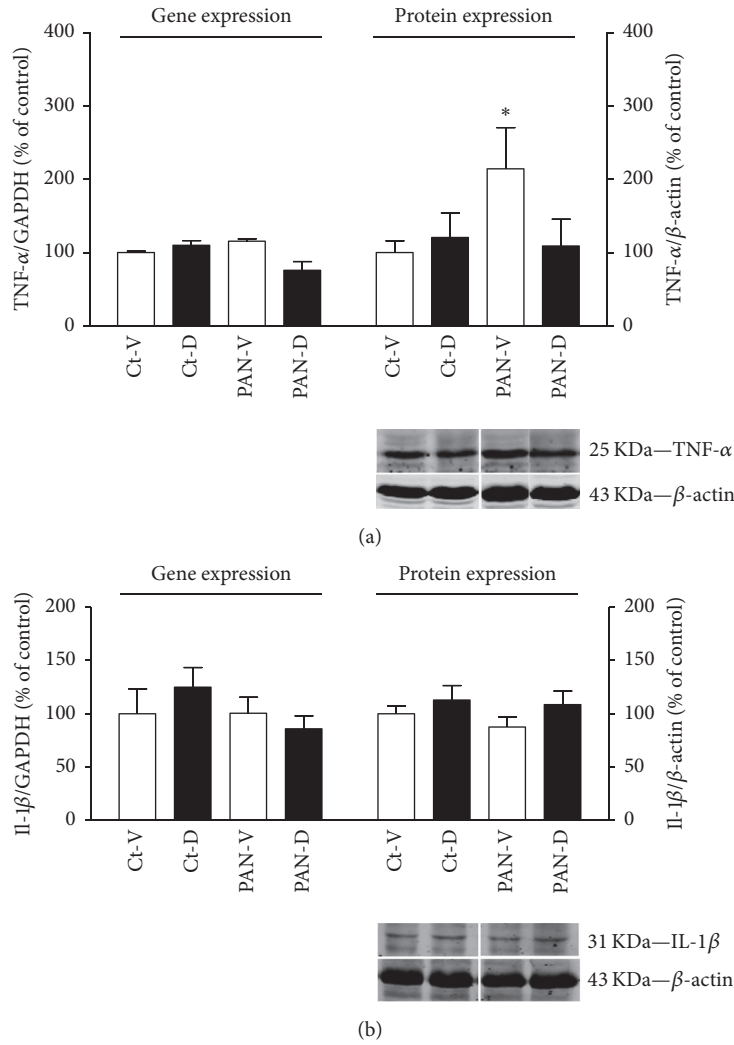 Gene expression
Protein expression
TNF-α/GAPDH (% of control)
400
300
200
100
0
*
400
300
200
100
0
TNF-α/β-actin (% of control)
Ct-V
Ct-D
PAN-V
PAN-D
Ct-V
Ct-D
PAN-V
PAN-D
25 KDa—TNF-α
43 KDa—β-actin
(a)
Gene expression
Protein expression
Il-1β/GAPDH (% of control)
200
150
100
50
0
200
150
100
50
0
Il-1β/β-actin (% of control)
Ct-V
Ct-D
PAN-V
PAN-D
Ct-V
Ct-D
PAN-V
PAN-D
31 KDa—IL-1β
43 KDa—β-actin
(b)